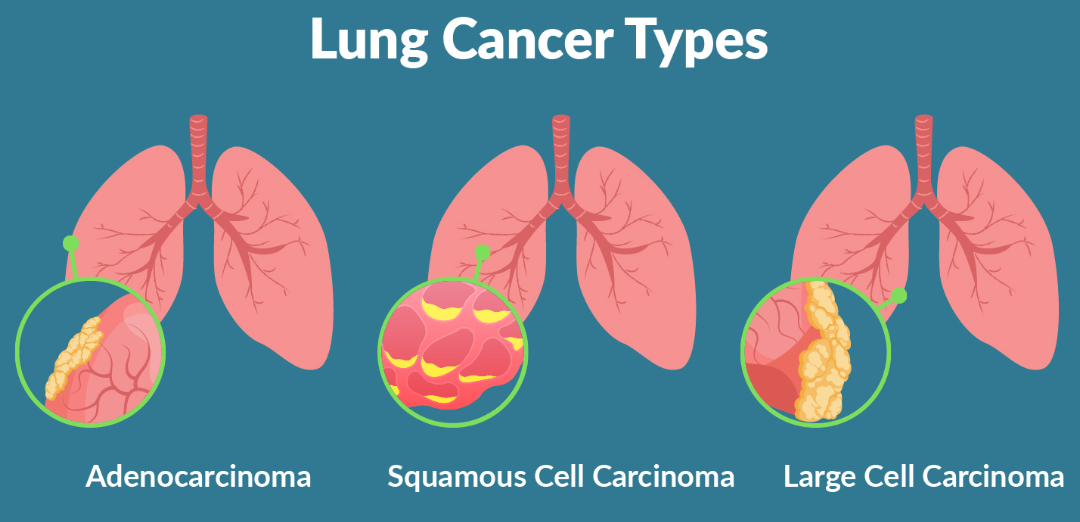 Lung Cancer Types
Adenocarcinoma
Squamous Cell Carcinoma
Large Cell Carcinoma